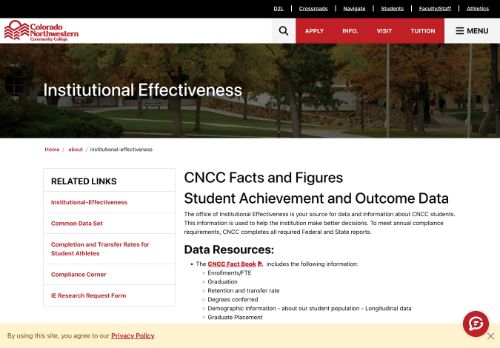 D2L Crossroads Navigate Students Faculty/Staff Athletics
Colorado
Northwestern
Community College
APPLY INFO. VISIT TUITION MENU
Institutional Effectiveness
Home / about / institutional-effectiveness
RELATED LINKS
Institutional-Effectiveness
Common Data Set
Completion and Transfer Rates for
Student Athletes
Compliance Corner
IE Research Request Form
CNCC Facts and Figures
Student Achievement and Outcome Data
The office of Institutional Effectiveness is your source for data and information about CNCC students.
This information is used to help the institution make better decisions. To meet annual compliance
requirements, CNCC completes all required Federal and State reports.
Data Resources:
The CNCC Fact Book, includes the following information:
Enrollments/FTE
Graduation
Retention and transfer rate
Degrees conferred
Demographic information - about our student population - Longitudinal data
Graduate Placement
By using this site, you agree to our Privacy Policy